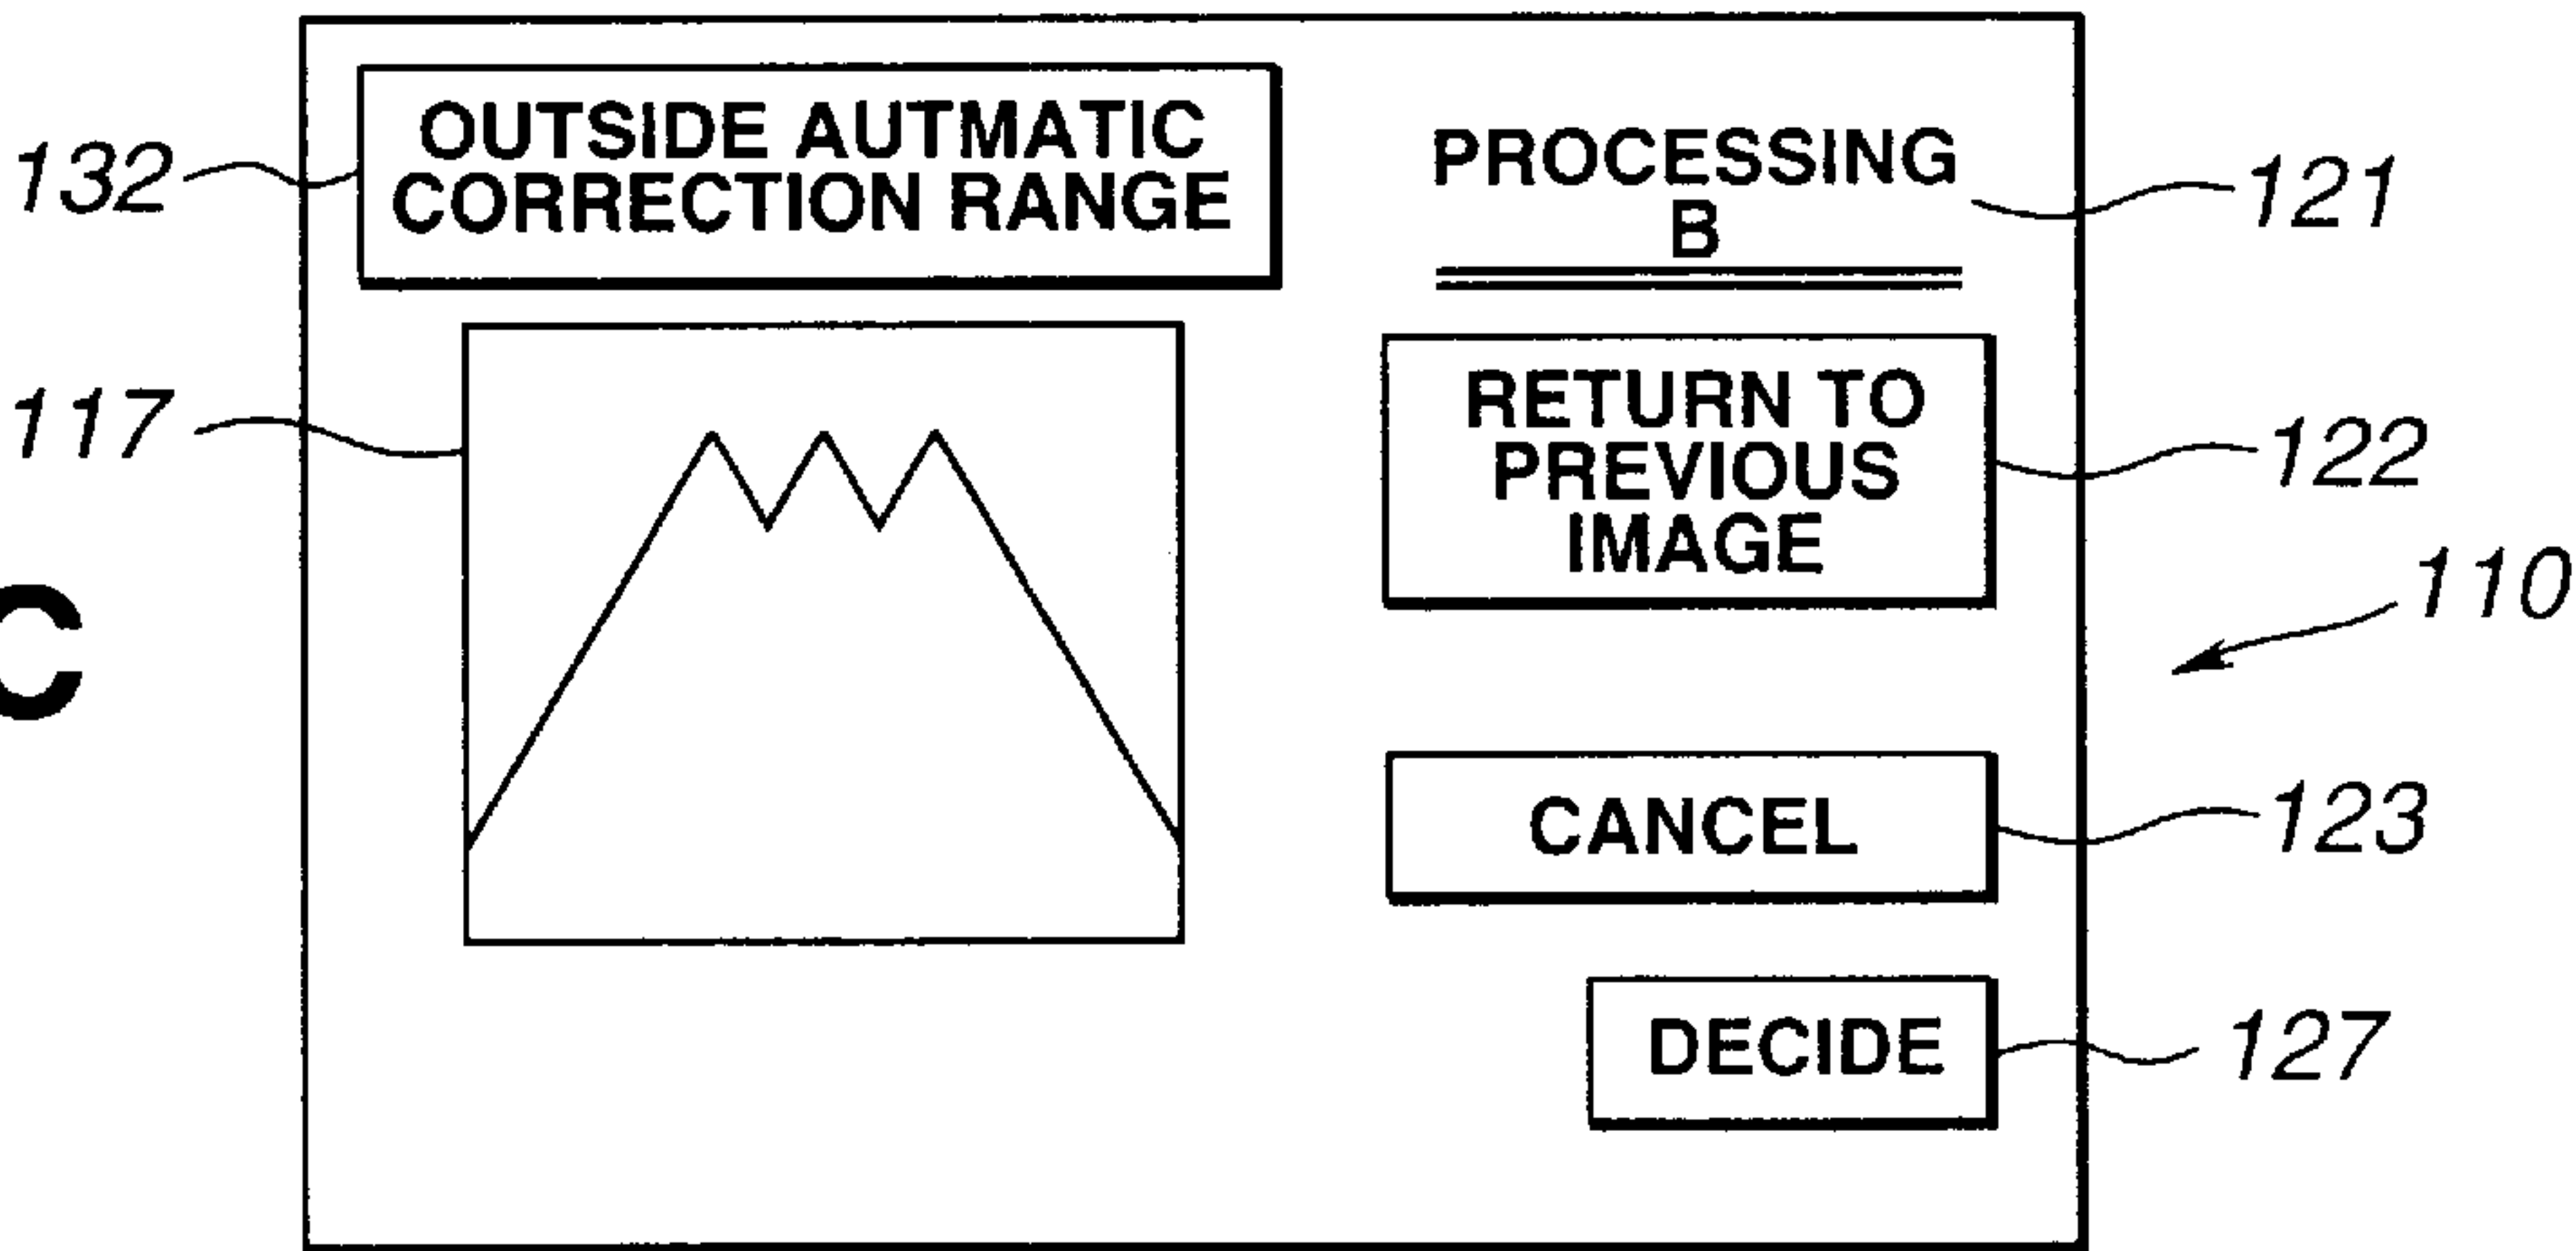 OUTSIDE AUTMATIC
CORRECTION RANGE
132
PROCESSING
B
121
117
RETURN TO
PREVIOUS
IMAGE
122
110
C
CANCEL
123
DECIDE
127